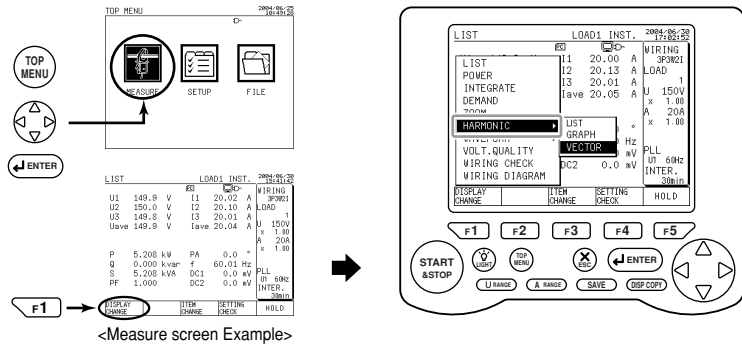 TOP MENU 2004/06/25
10:49:28
TOP
MENU
MEASURE SETUP FILE
ENTER
LIST LOAD1 INST. 2004/06/30
15:41:42
U1 149.9 V I1 20.02 A
U2 150.0 V I2 20.10 A
U3 149.8 V I3 20.01 A
Uave 149.9 V Iave 20.04 A
P 5.208 kW PA 0.0 °
Q 0.000 kvar f 60.01 Hz
S 5.208 kVA DC1 0.0 mV
PF 1.000 DC2 0.0 mV
WIRING
3P3W2I
LOAD
1
U 150V
x 1.00
A 20A
x 1.00
PLL
U1 60Hz
INTER.
30min
DISPLAY
CHANGE
ITEM
CHANGE
SETTING
CHECK
HOLD
F1
<Measure screen Example>
LIST LOAD1 INST. 2004/06/30
17:02:52
I1 20.00 A
I2 20.13 A
I3 20.01 A
Iave 20.05 A
°
Hz
mV
DC2 0.0 mV
LIST
POWER
INTEGRATE
DEMAND
ZOOM
HARMONIC
WAVEFORM
VOLT.QUALITY
WIRING CHECK
WIRING DIAGRAM
LIST
GRAPH
VECTOR
WIRING
3P3W2I
LOAD
1
U 150V
x 1.00
A 20A
x 1.00
PLL
U1 60Hz
INTER.
30min
DISPLAY
CHANGE
ITEM
CHANGE
SETTING
CHECK
HOLD
F1 F2 F3 F4 F5
START
&STOP
LIGHT
TOP
MENU
ESC
ENTER
U RANGE A RANGE SAVE DISP COPY